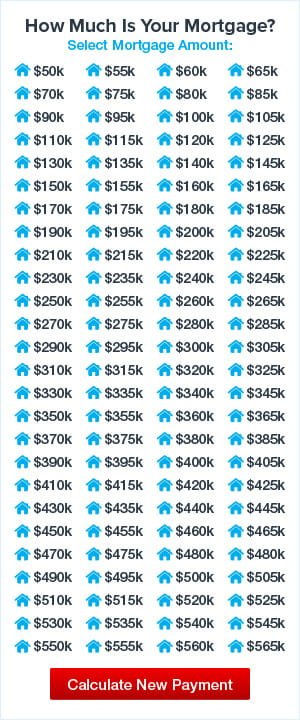 How Much Is Your Mortgage?
Select Mortgage Amount:
$50k $55k $60k $65k
$70k $75k $80k $85k
$90k $95k $100k $105k
$110k $115k $120k $125k
$130k $135k $140k $145k
$150k $155k $160k $165k
$170k $175k $180k $185k
$190k $195k $200k $205k
$210k $215k $220k $225k
$230k $235k $240k $245k
$250k $255k $260k $265k
$270k $275k $280k $285k
$290k $295k $300k $305k
$310k $315k $320k $325k
$330k $335k $340k $345k
$350k $355k $360k $365k
$370k $375k $380k $385k
$390k $395k $400k $405k
$410k $415k $420k $425k
$430k $435k $440k $445k
$450k $455k $460k $465k
$470k $475k $480k $480k
$490k $495k $500k $505k
$510k $515k $520k $525k
$530k $535k $540k $545k
$550k $555k $560k $565k
Calculate New Payment